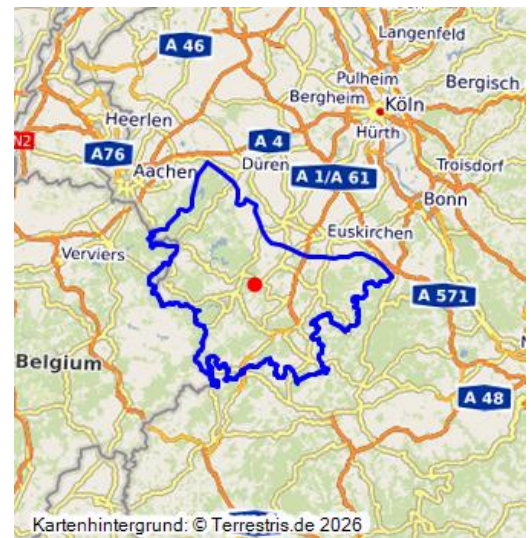 A 46
Langenfeld
Pulheim
Bergheim
Köln
Bergisch
Heerlen
N2
A76
Aachen
A 4
Düren
Hürth
A 1/A 61
Troisdorf
Bonn
Verviers
Euskirchen
A 571
Belgium
A 48
Kartenhintergrund: © Terrestris.de 2026